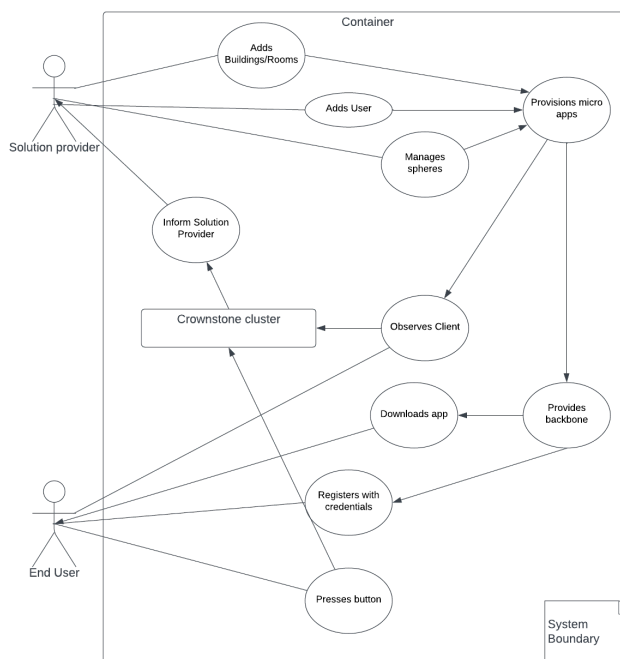 Container
Adds
Buildings/Rooms
Provisions micro
apps
Adds User
Solution provider
Manages
spheres
Inform Solution
Provider
Crownstone cluster
Observes Client
Downloads app
Provides
backbone
Registers with
credentials
End User
Presses button
System
Boundary